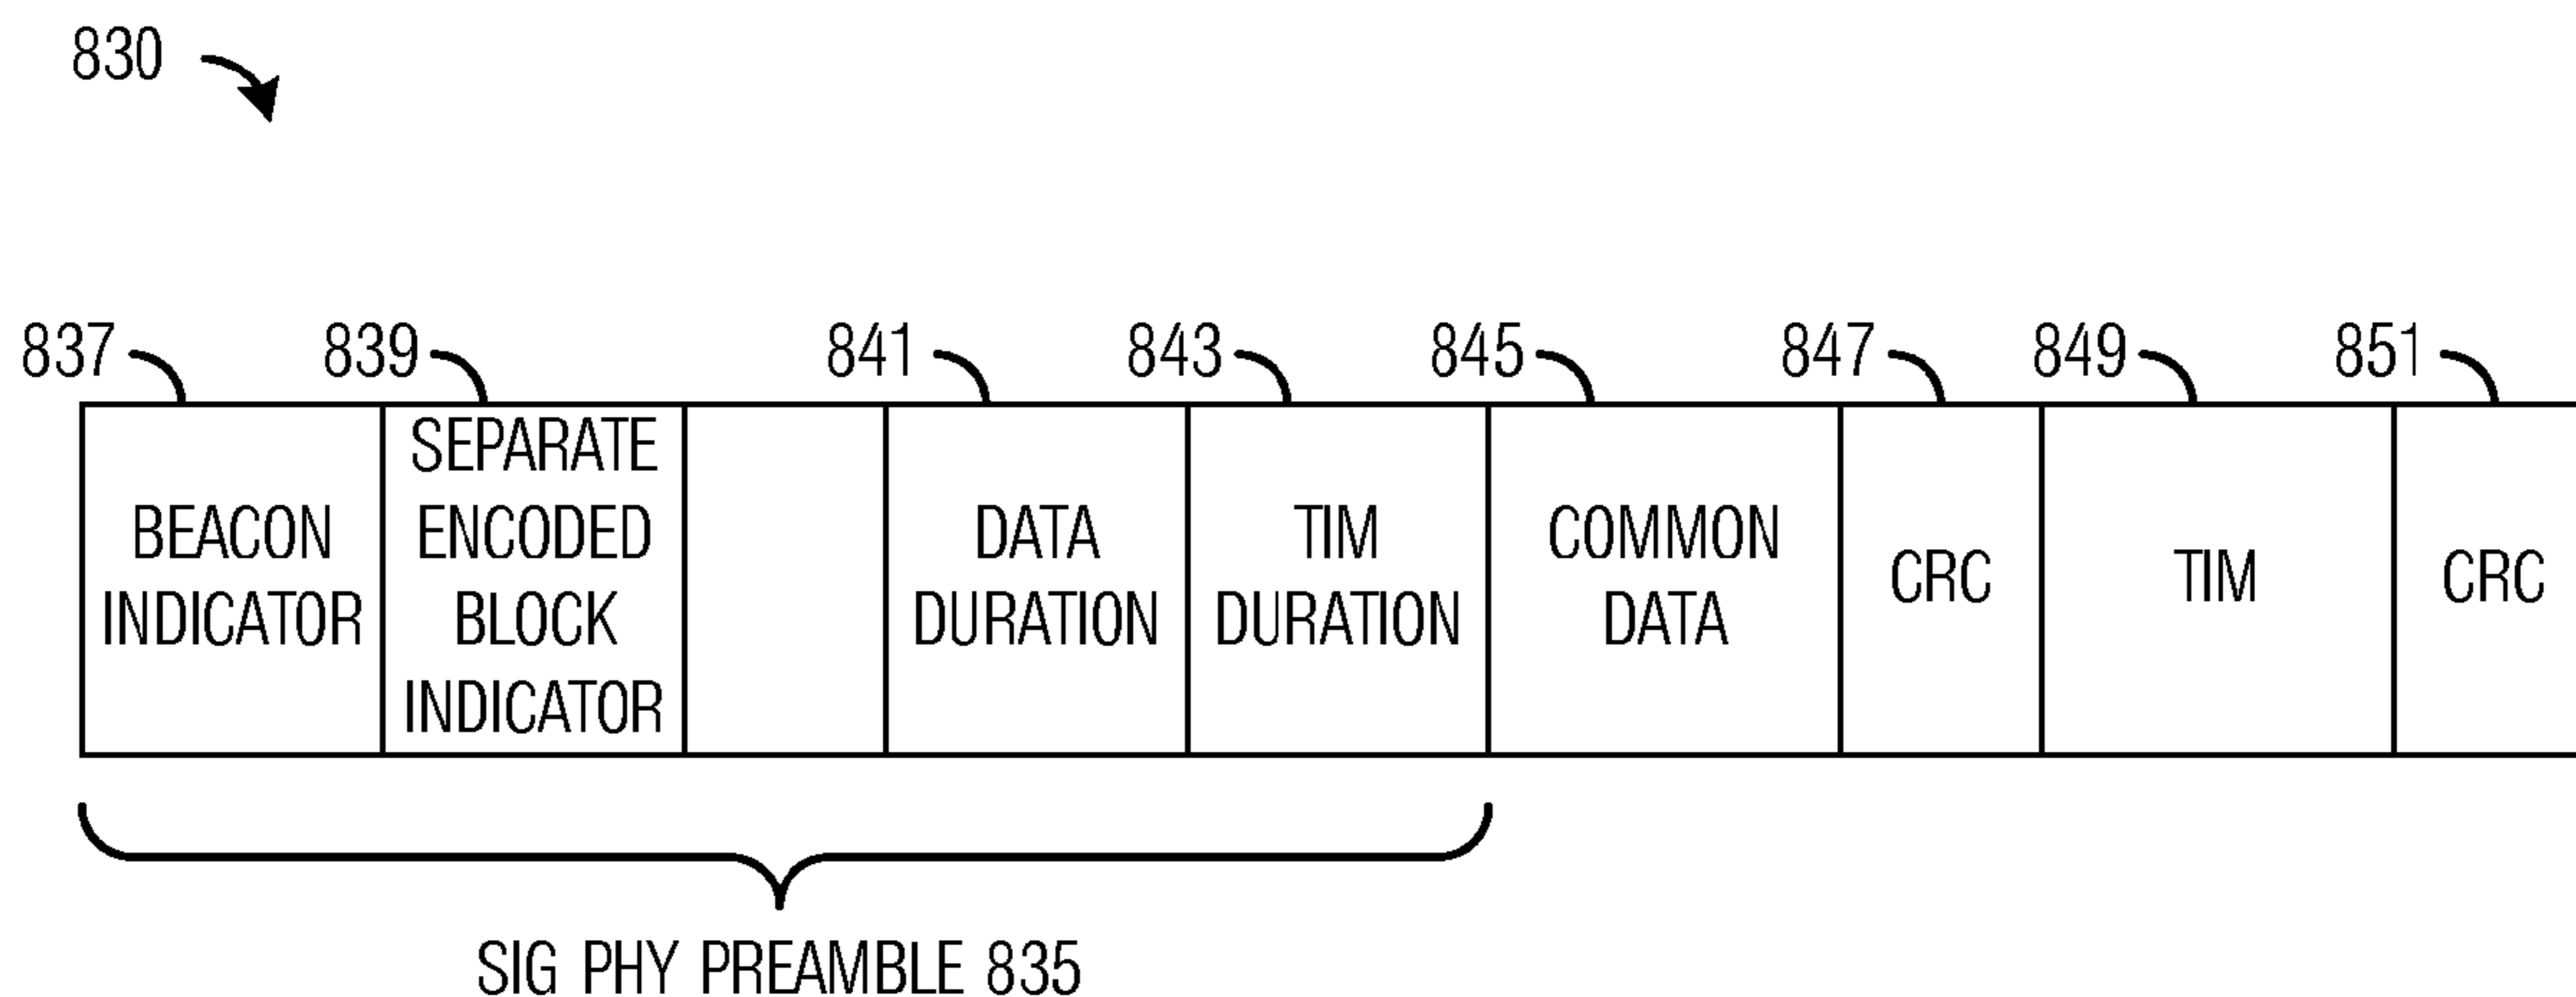 830
837
839
841
843
845
847
849
851
BEACON
INDICATOR
SEPARATE
ENCODED
BLOCK
INDICATOR
DATA
DURATION
TIM
DURATION
COMMON
DATA
CRC
TIM
CRC
SIG PHY PREAMBLE 835